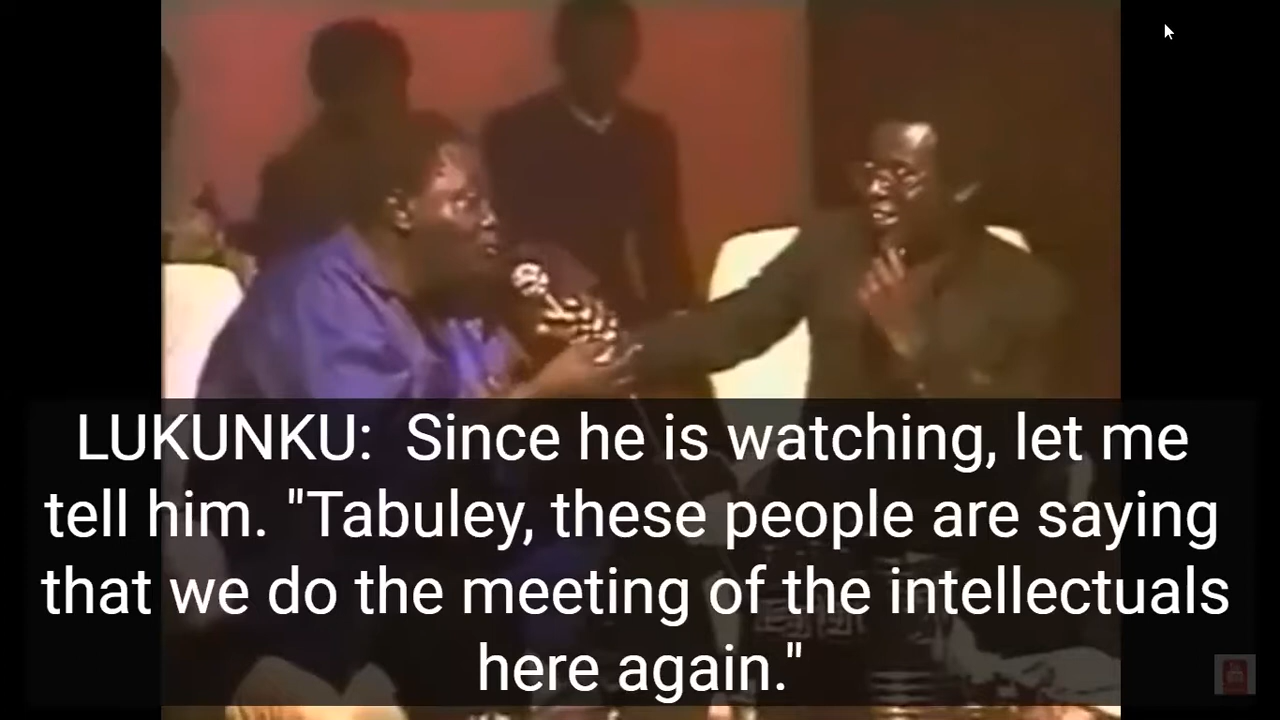 LUKUNKU:  Since he is watching, let me
tell him. "Tabuley, these people are saying
that we do the meeting of the intellectuals
here again."